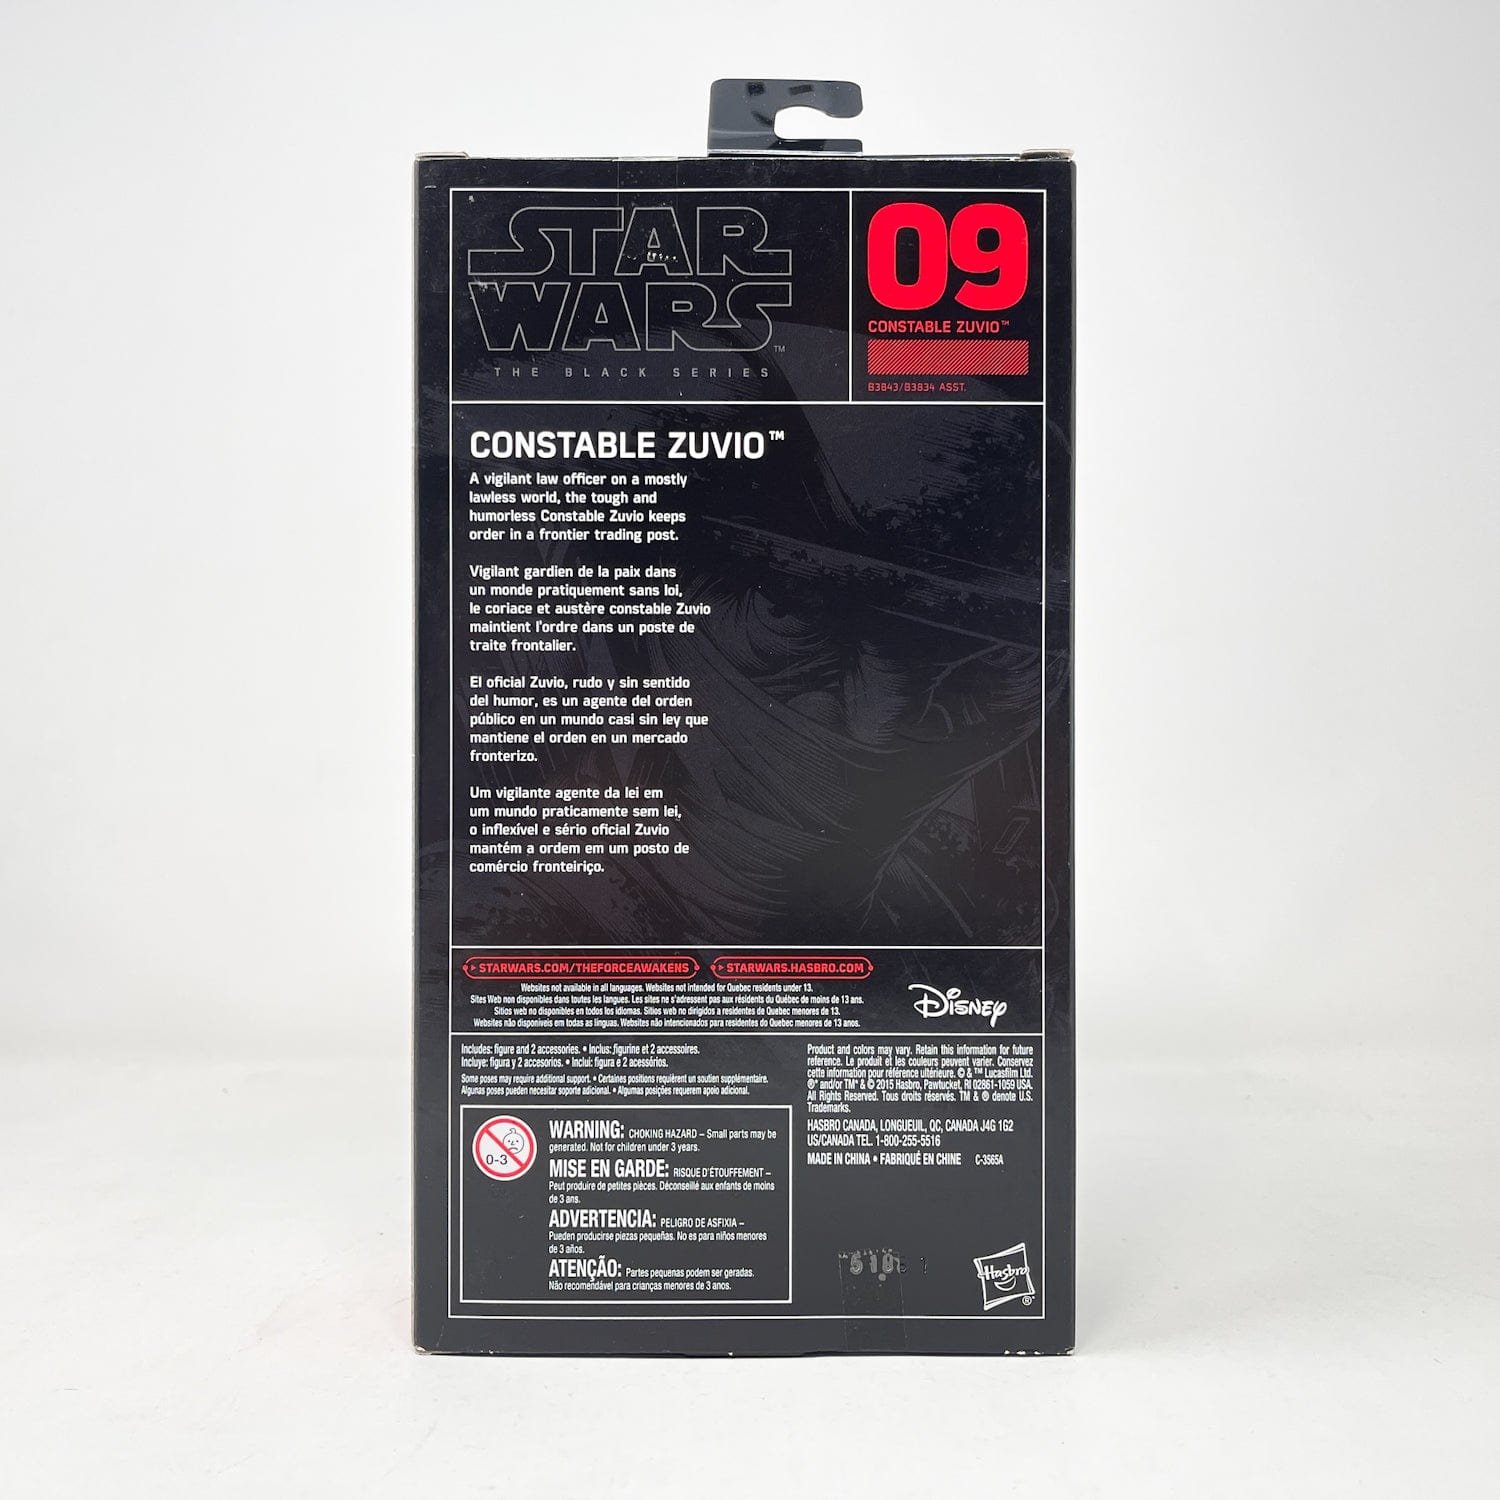 STAR
WARS™
THE BLACK SERIES
09
CONSTABLE ZUVIO™
B3843/B3834 ASST.
CONSTABLE ZUVIO™
A vigilant law officer on a mostly
lawless world, the tough and
humorless Constable Zuvio keeps
order in a frontier trading post.
Vigilant gardien de la paix dans
un monde pratiquement sans loi,
le coriace et austère constable Zuvio
maintient l'ordre dans un poste de
traite frontalier.
El oficial Zuvio, rudo y sin sentido
del humor, es un agente del orden
público en un mundo casi sin ley que
mantiene el orden en un mercado
fronterizo.
Um vigilante agente da lei em
um mundo praticamente sem lei,
o inflexível e sério oficial Zuvio
mantém a ordem em um posto de
comércio fronteiriço.
STARWARS.COM/THEFORCEAWAKENS
STARWARS.HASBRO.COM
Websites not available in all languages. Websites not intended for Quebec residents under 13.
Sites Web non disponibles dans toutes les langues. Les sites ne s'adressent pas aux résidents du Québec de moins de 13 ans.
Sitios web no disponibles en todos los idiomas. Sitios web no dirigidos a residentes de Quebec menores de 13.
Websites não disponíveis em todas as línguas. Websites não intencionados para residentes do Quebec menores de 13 anos.
Disney
Includes: figure and 2 accessories. • Inclus: figurine et 2 accessoires.
Incluye: figura y 2 accesorios. • Inclui: figura e 2 acessórios.
Some poses may require additional support. • Certaines positions requièrent un soutien supplémentaire.
Algunas poses pueden necesitar soporte adicional. • Algumas posições requerem apoio adicional.
0-3
WARNING: CHOKING HAZARD – Small parts may be
generated. Not for children under 3 years.
MISE EN GARDE: RISQUE D'ÉTOUFFEMENT –
Peut produire de petites pièces. Déconseillé aux enfants de moins
de 3 ans.
ADVERTENCIA: PELIGRO DE ASFIXIA –
Pueden producirse piezas pequeñas. No es para niños menores
de 3 años.
ATENÇÃO: Partes pequenas podem ser geradas.
Não recomendável para crianças menores de 3 anos.
Product and colors may vary. Retain this information for future
reference. Le produit et les couleurs peuvent varier. Conservez
cette information pour référence ultérieure. © & ™ Lucasfilm Ltd.
®* and/or TM* & © 2015 Hasbro, Pawtucket, RI 02861-1059 USA.
All Rights Reserved. Tous droits réservés. TM & ® denote U.S.
Trademarks.
HASBRO CANADA, LONGUEUIL, QC, CANADA J4G 1G2
US/CANADA TEL. 1-800-255-5516
MADE IN CHINA • FABRIQUÉ EN CHINE C-3565A
Hasbro®